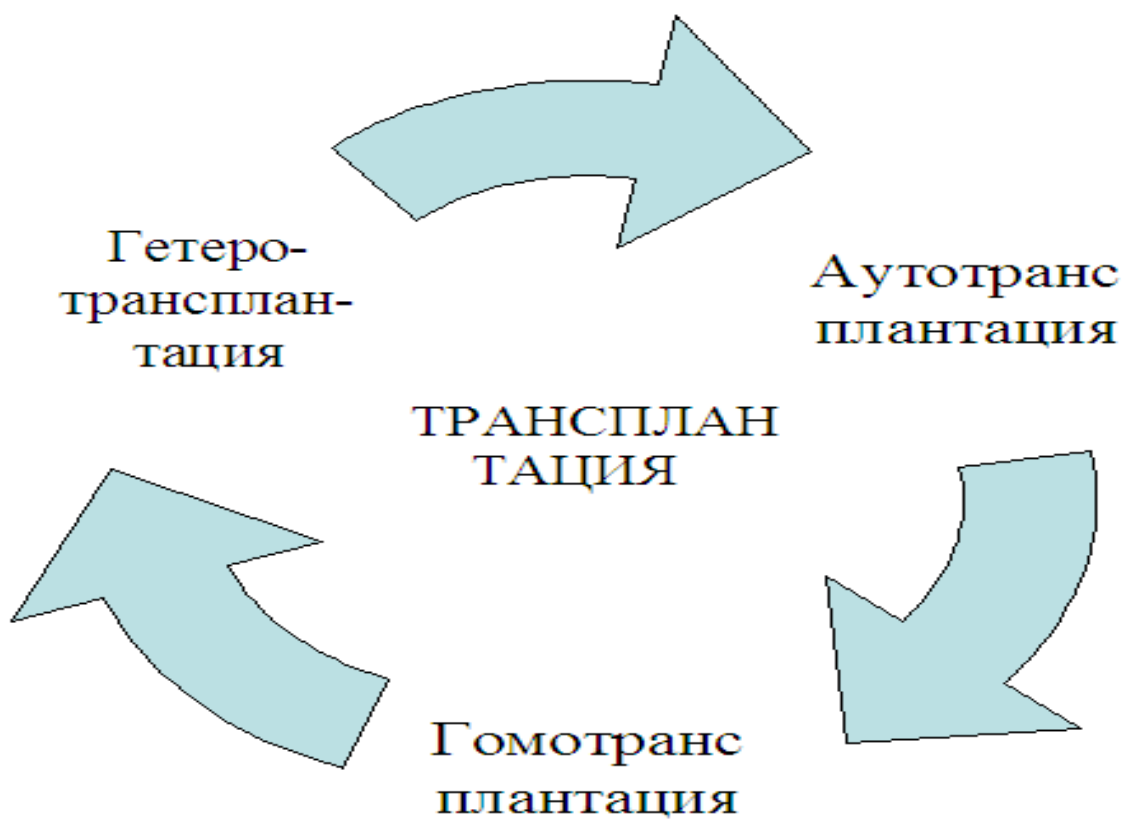 Гетеро-
трансплан-
тация
Аутотранс
плантация
ТРАНСПЛАН
ТАЦИЯ
Гомотранс
плантация